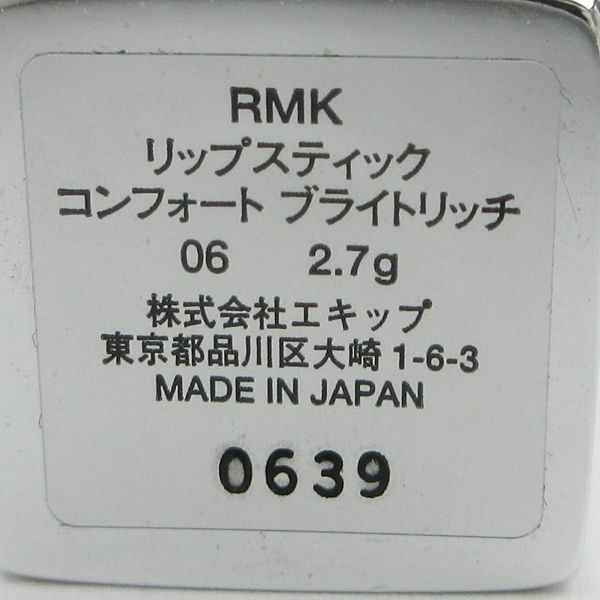 RMK
リップスティック
コンフォート ブライトリッチ
06 2.7g
株式会社エキップ
東京都品川区大崎1-6-3
MADE IN JAPAN
0639